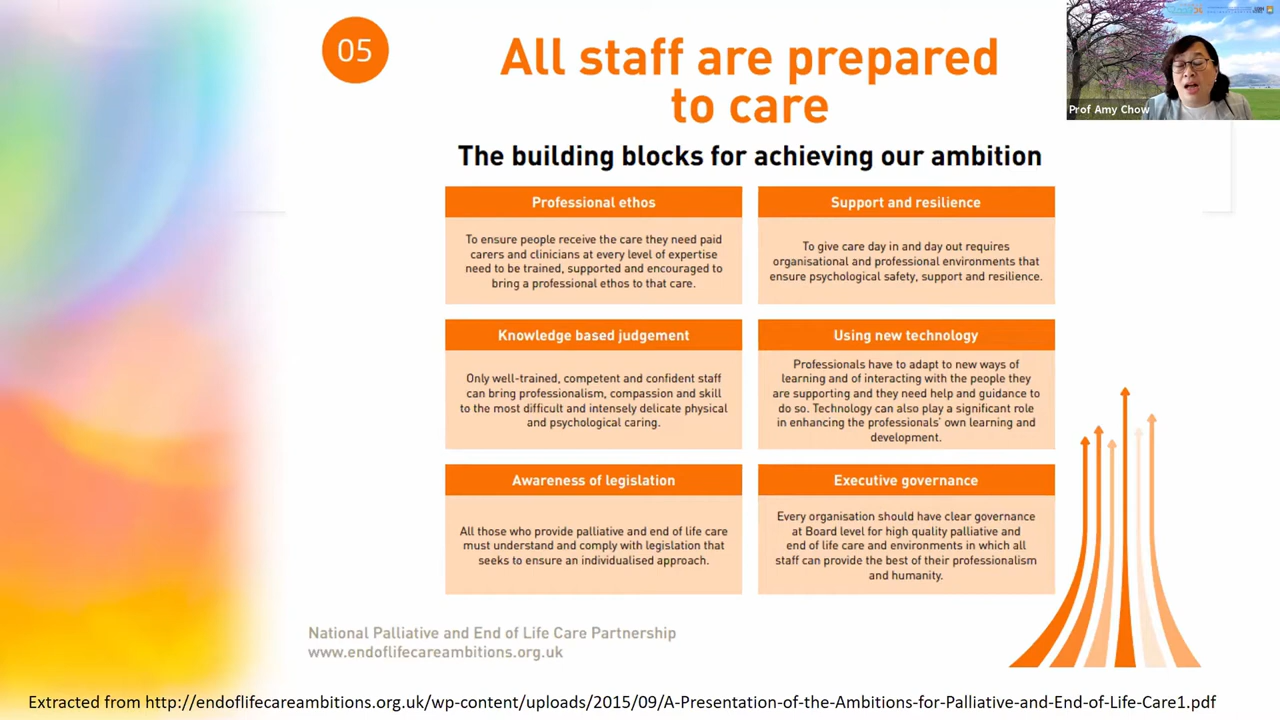 05
All staff are prepared
to care
The building blocks for achieving our ambition
Prof Amy Chow
Professional ethos
To ensure people receive the care they need paid
carers and clinicians at every level of expertise
need to be trained, supported and encouraged to
bring a professional ethos to that care.
Support and resilience
To give care day in and day out requires
organisational and professional environments that
ensure psychological safety, support and resilience.
Knowledge based judgement
Only well-trained, competent and confident staff
can bring professionalism, compassion and skill
to the most difficult and intensely delicate physical
and psychological caring.
Using new technology
Professionals have to adapt to new ways of
learning and of interacting with the people they
are supporting and they need help and guidance to
do so. Technology can also play a significant role
in enhancing the professionals' own learning and
development.
Awareness of legislation
All those who provide palliative and end of life care
must understand and comply with legislation that
seeks to ensure an individualised approach.
Executive governance
Every organisation should have clear governance
at Board level for high quality palliative and
end of life care and environments in which all
staff can provide the best of their professionalism
and humanity.
National Palliative and End of Life Care Partnership
www.endoflifecareambitions.org.uk
Extracted from http://endoflifecareambitions.org.uk/wp-content/uploads/2015/09/A-Presentation-of-the-Ambitions-for-Palliative-and-End-of-Life-Care1.pdf